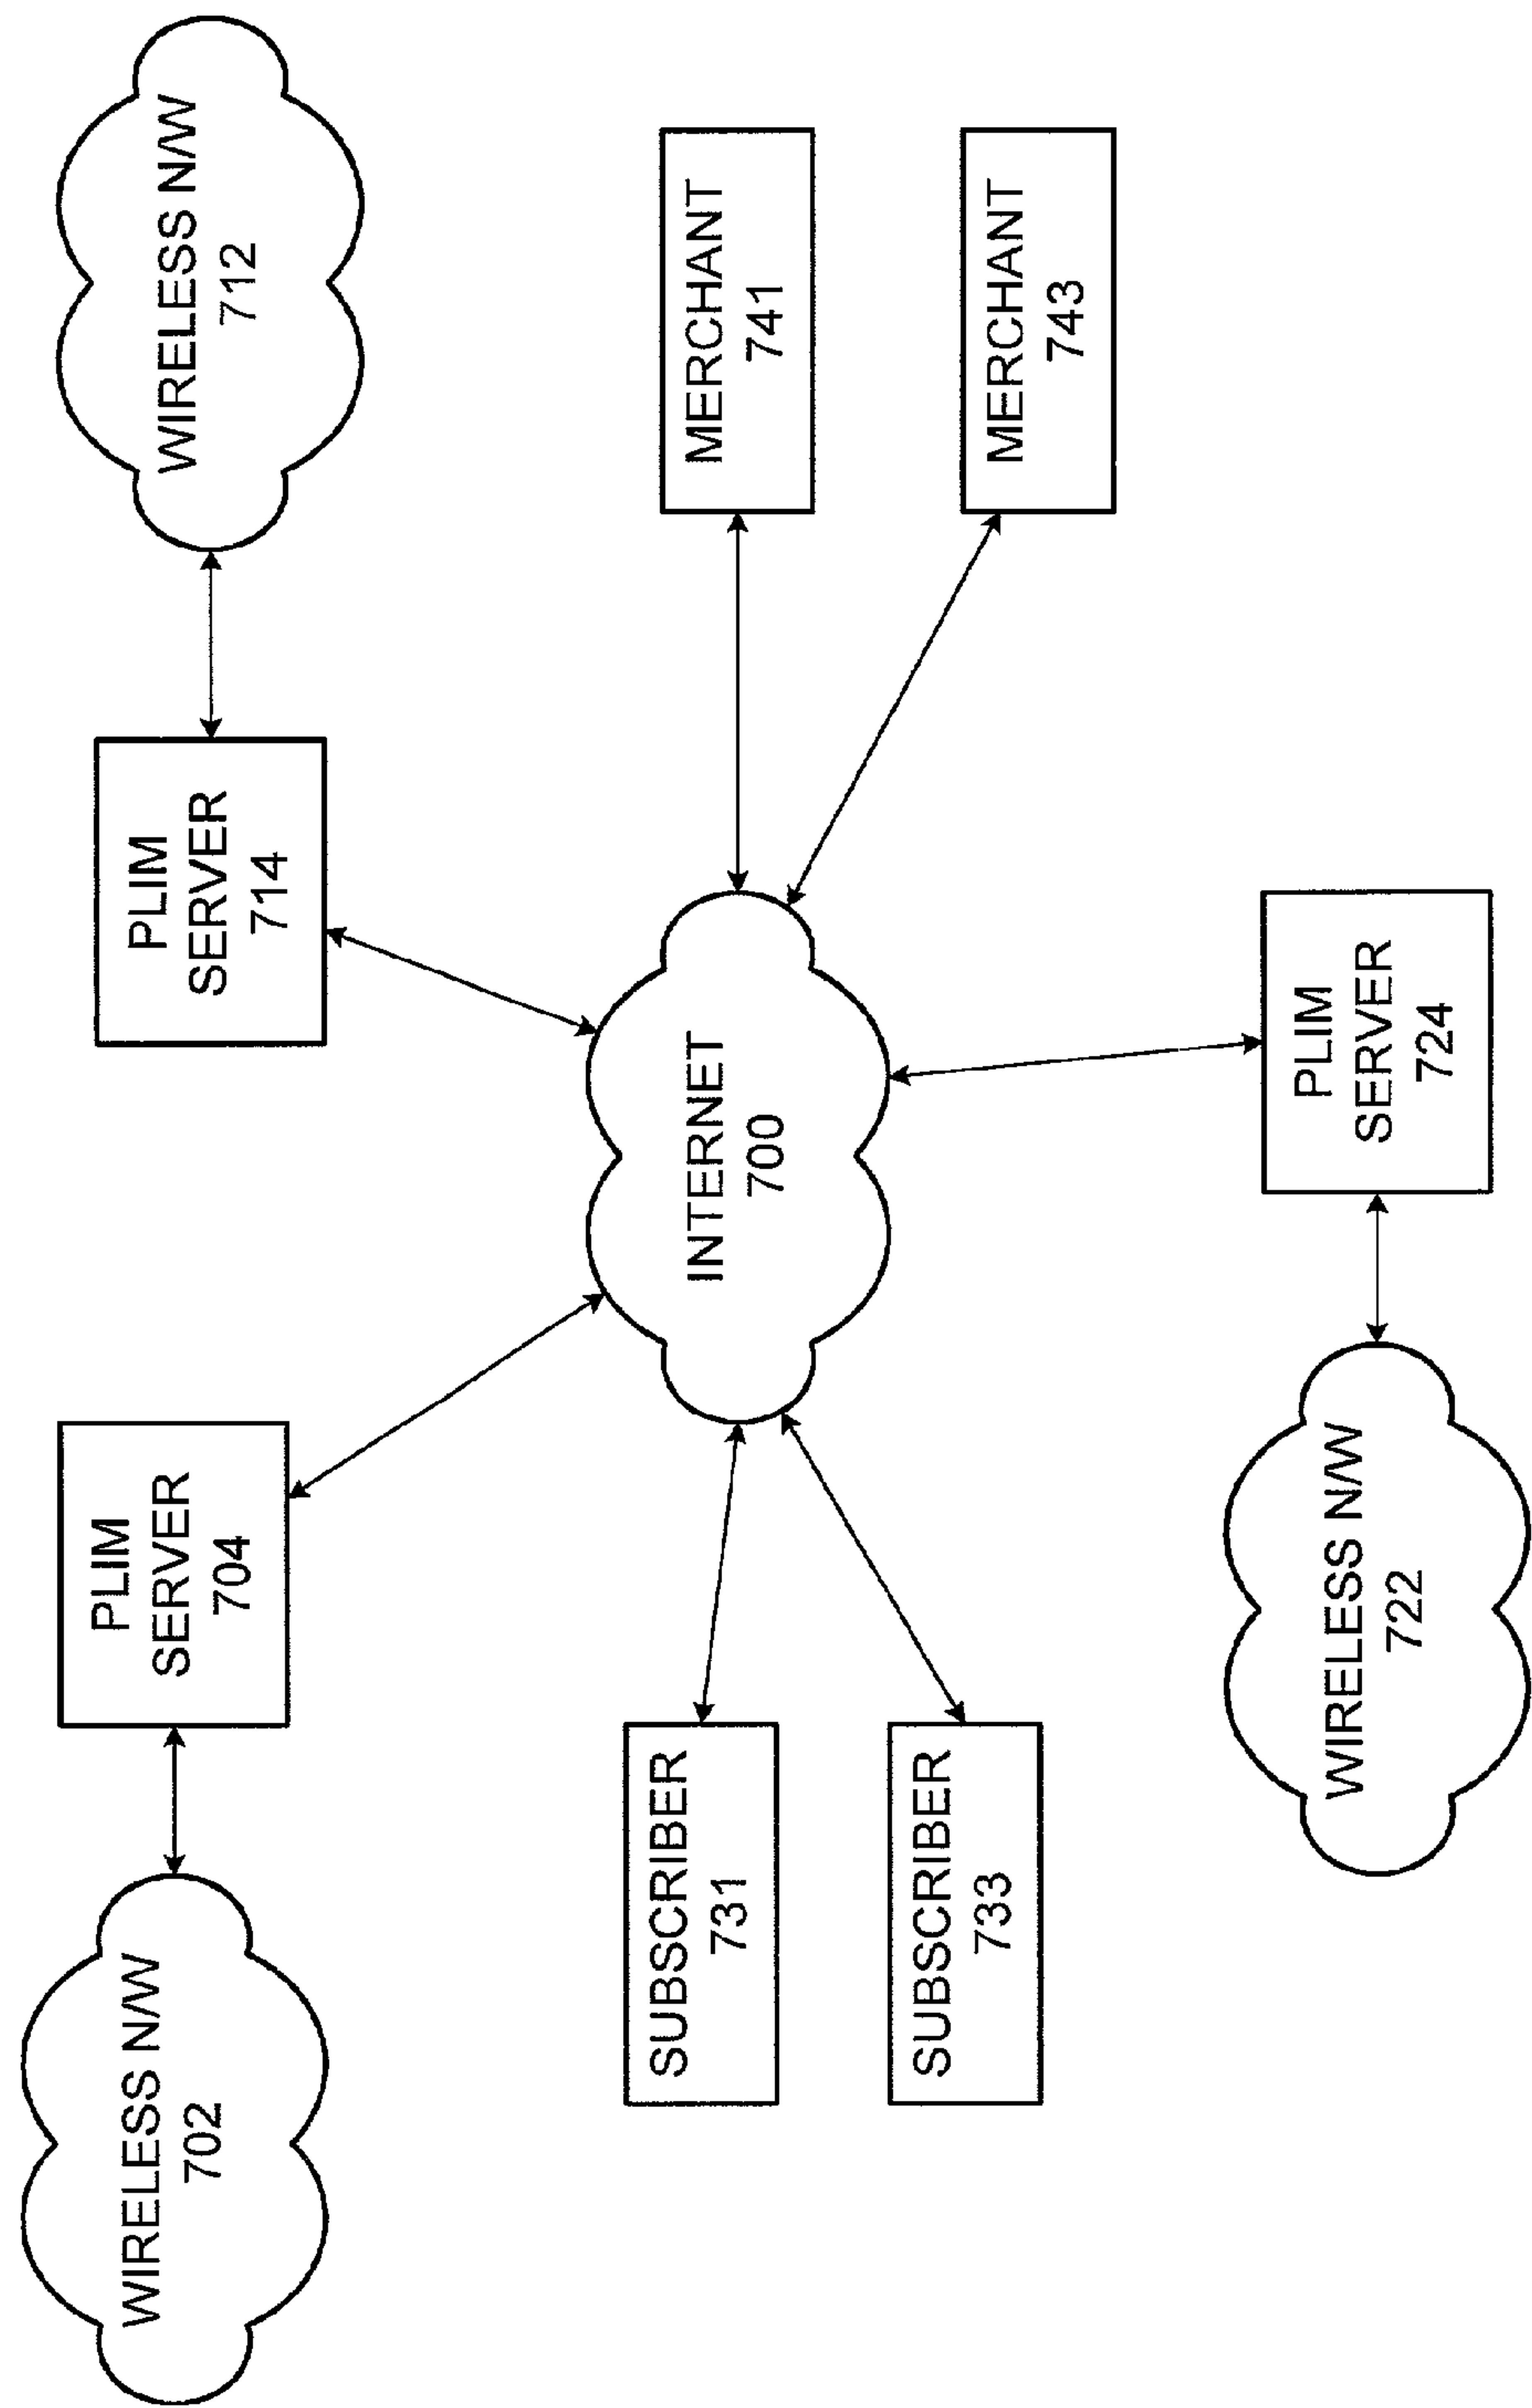 WIRELESS N/W
702
PLIM
SERVER
704
PLIM
SERVER
714
WIRELESS N/W
712
SUBSCRIBER
731
SUBSCRIBER
733
INTERNET
700
MERCHANT
741
MERCHANT
743
WIRELESS N/W
722
PLIM
SERVER
724